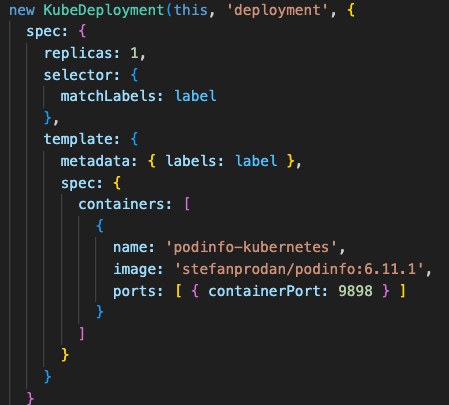 new KubeDeployment(this, 'deployment', {
  spec: {
    replicas: 1,
    selector: {
      matchLabels: label
    },
    template: {
      metadata: { labels: label },
      spec: {
        containers: [
          {
            name: 'podinfo-kubernetes',
            image: 'stefanprodan/podinfo:6.11.1',
            ports: [ { containerPort: 9898 } ]
          }
        ]
      }
    }
  }